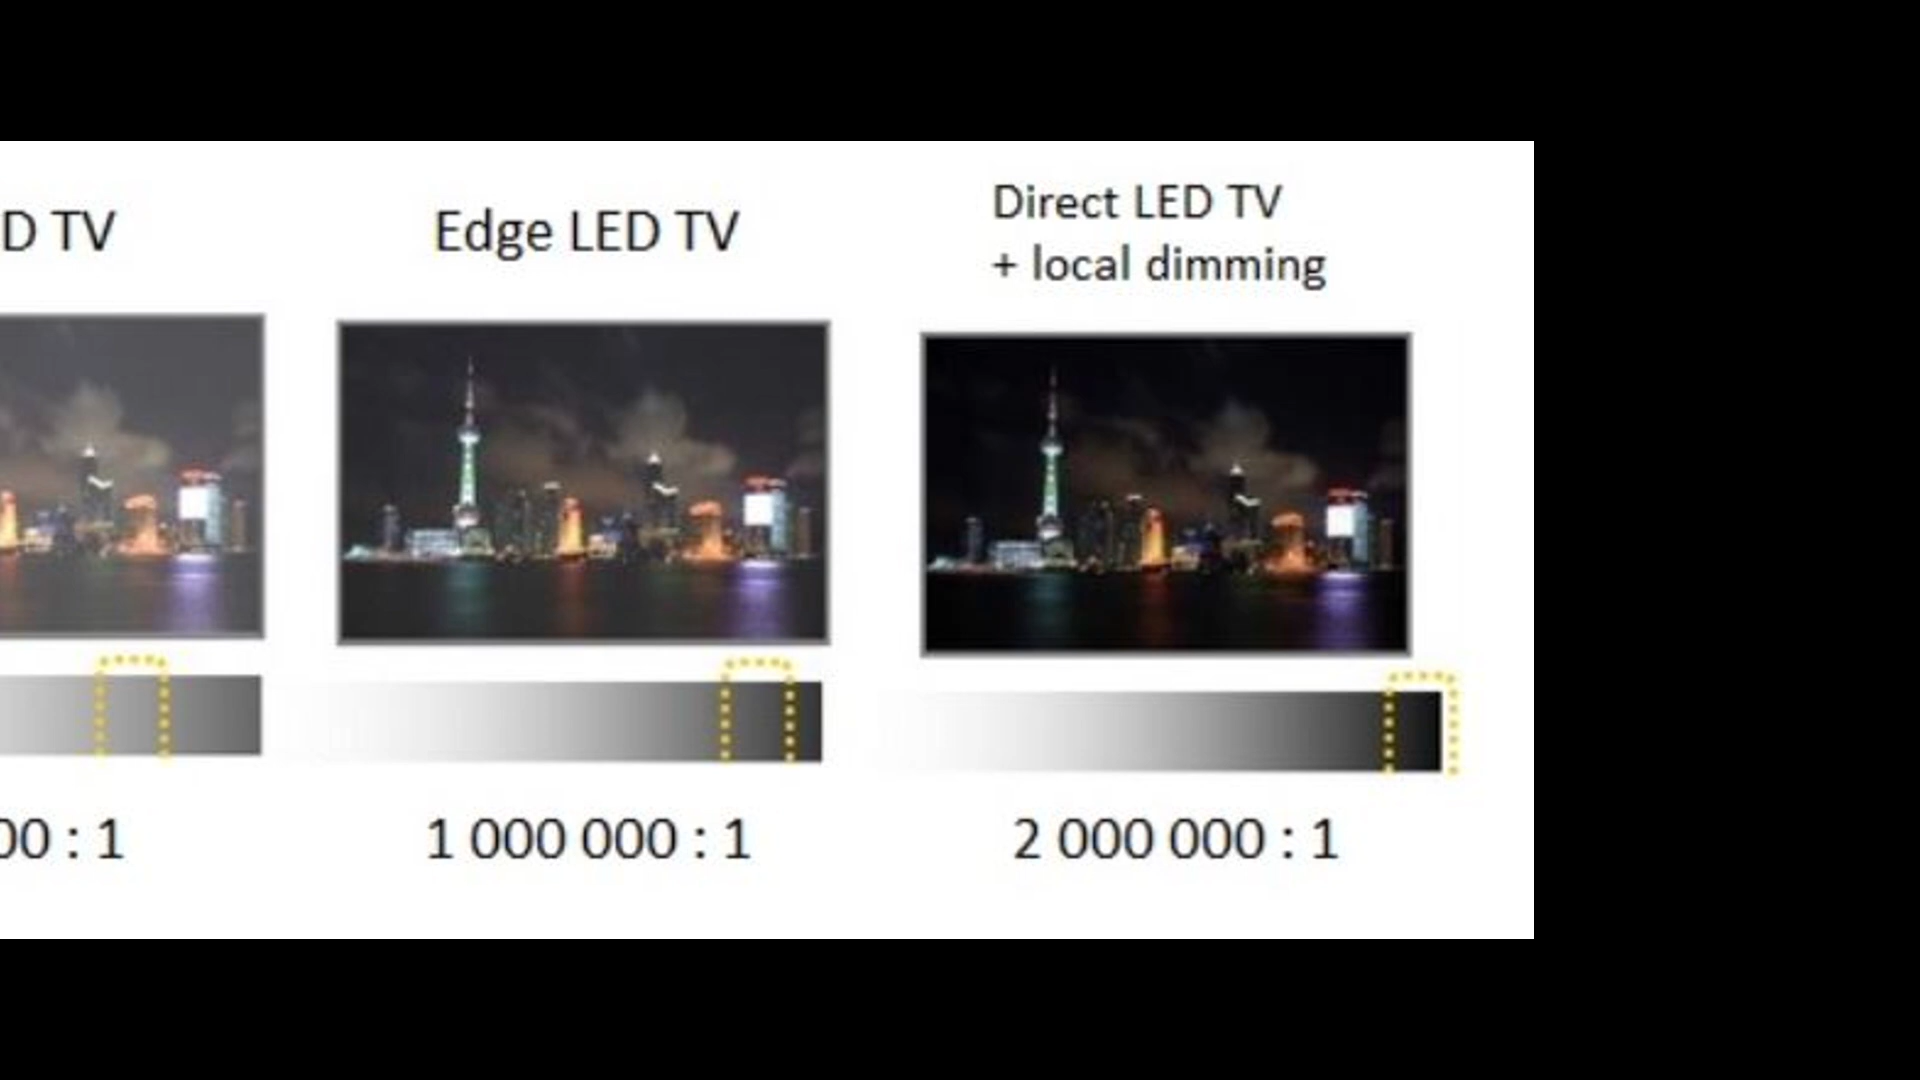 D TV
Edge LED TV
Direct LED TV
+ local dimming
00 : 1
1 000 000 : 1
2 000 000 : 1